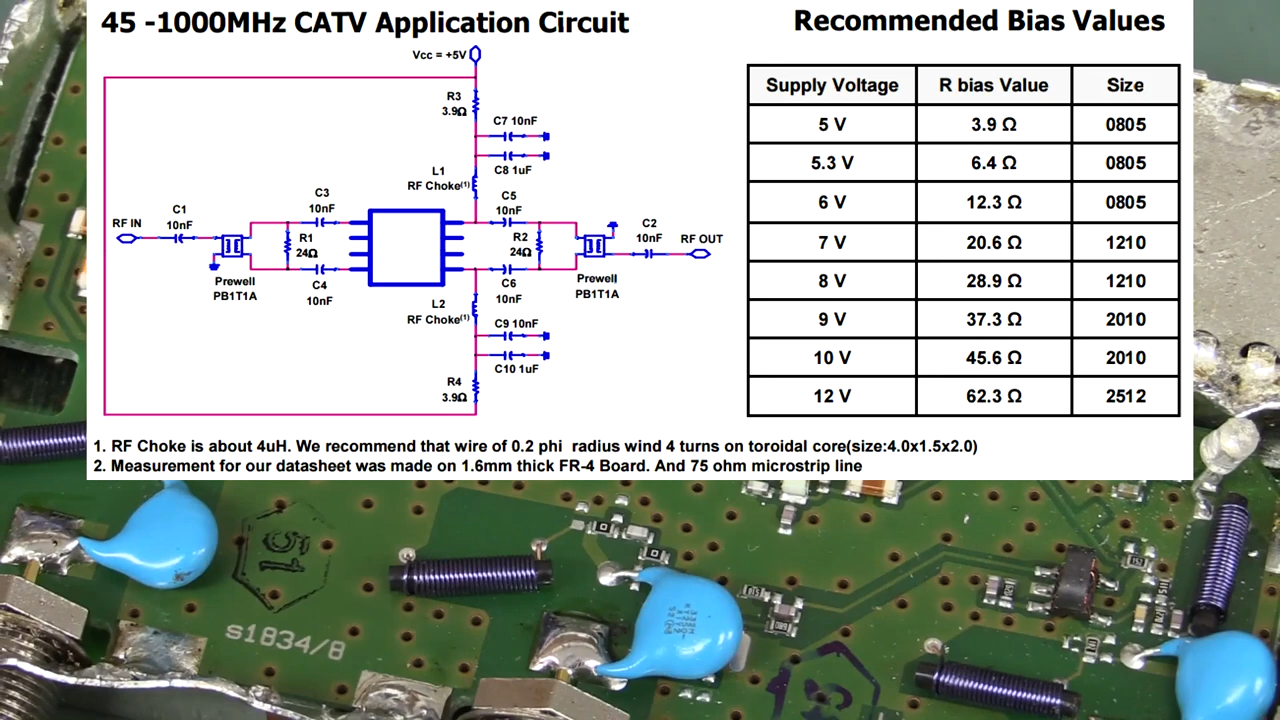 45 -1000MHz CATV Application Circuit
Vcc = +5V
R3
3.9Ω
C7 10nF
C8 1uF
L1
RF Choke(1)
C3
10nF
C5
10nF
C1
10nF
RF IN
R1
24Ω
R2
24Ω
C2
10nF
RF OUT
Prewell
PB1T1A
C4
10nF
C6
10nF
Prewell
PB1T1A
L2
RF Choke(1)
C9 10nF
C10 1uF
R4
3.9Ω
Recommended Bias Values
Supply Voltage R bias Value Size
5 V 3.9 Ω 0805
5.3 V 6.4 Ω 0805
6 V 12.3 Ω 0805
7 V 20.6 Ω 1210
8 V 28.9 Ω 1210
9 V 37.3 Ω 2010
10 V 45.6 Ω 2010
12 V 62.3 Ω 2512
1. RF Choke is about 4uH. We recommend that wire of 0.2 phi radius wind 4 turns on toroidal core(size:4.0x1.5x2.0)
2. Measurement for our datasheet was made on 1.6mm thick FR-4 Board. And 75 ohm microstrip line
15
s1834/8